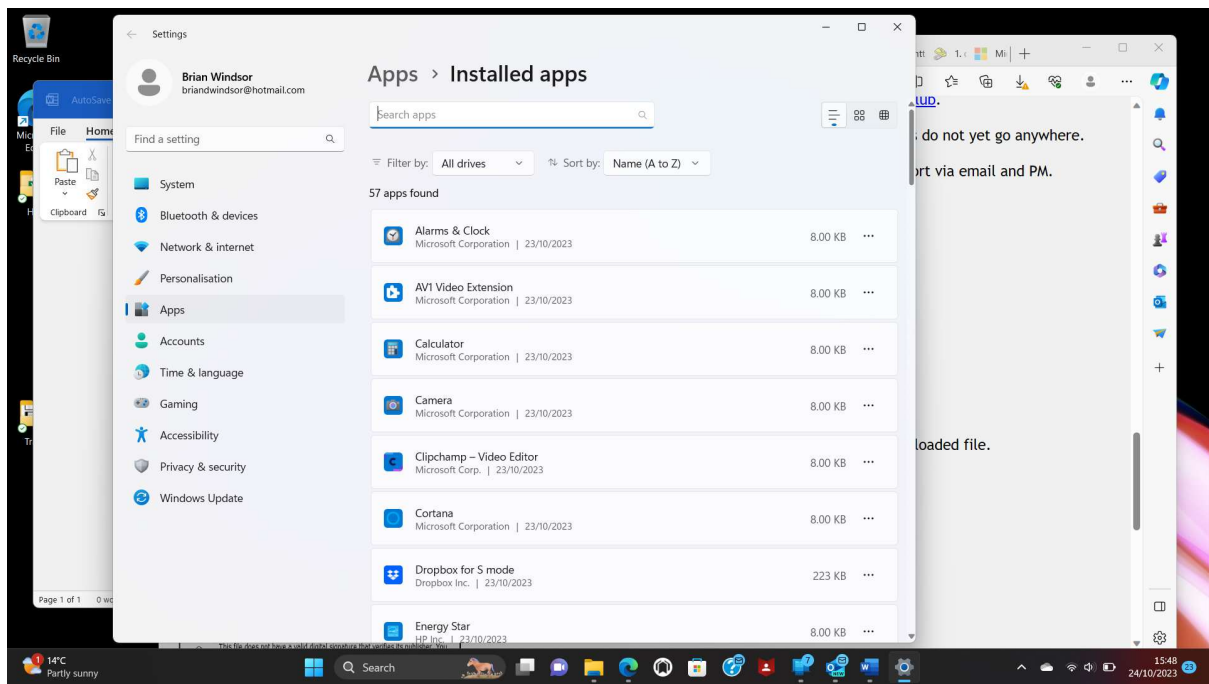 Recycle Bin
Settings
Brian Windsor
briandwindsor@hotmail.com
Find a setting
System
Bluetooth & devices
Network & internet
Personalisation
Apps
Accounts
Time & language
Gaming
Accessibility
Privacy & security
Windows Update
Apps > Installed apps
Search apps
Filter by: All drives
Sort by: Name (A to Z)
57 apps found
Alarms & Clock
Microsoft Corporation | 23/10/2023
8.00 KB
AV1 Video Extension
Microsoft Corporation | 23/10/2023
8.00 KB
Calculator
Microsoft Corporation | 23/10/2023
8.00 KB
Camera
Microsoft Corporation | 23/10/2023
8.00 KB
Clipchamp – Video Editor
Microsoft Corp. | 23/10/2023
8.00 KB
Cortana
Microsoft Corporation | 23/10/2023
8.00 KB
Dropbox for S mode
Dropbox Inc. | 23/10/2023
223 KB
Energy Star
HP Inc. | 23/10/2023
8.00 KB
AutoSave
File Home
Paste
Clipboard
Page 1 of 1
do not yet go anywhere.
via email and PM.
loaded file.
This file does not have a valid digital signature that verifies its publisher. You
1
14°C
Partly sunny
Search
7
NEW
15:48
24/10/2023
23